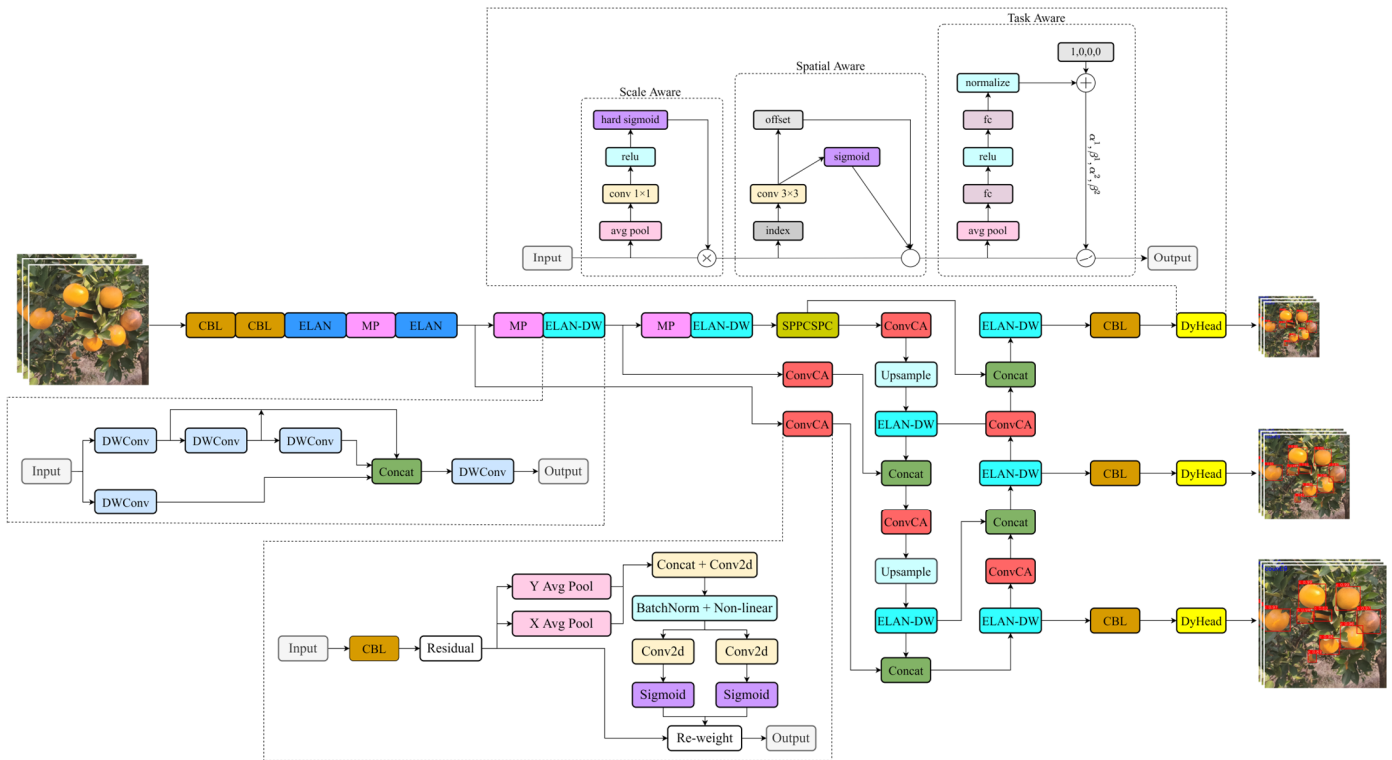 Task Aware
1,0,0,0
Spatial Aware
normalize
Scale Aware
hard sigmoid
offset
fc
relu
sigmoid
relu
α¹, β¹, α², β²
conv 1×1
conv 3×3
fc
avg pool
index
avg pool
Input
Output
CBL
CBL
ELAN
MP
ELAN
MP
ELAN-DW
MP
ELAN-DW
SPPCSPC
ConvCA
ELAN-DW
CBL
DyHead
ConvCA
Upsample
Concat
ConvCA
ELAN-DW
ConvCA
DWConv
DWConv
DWConv
Input
Concat
DWConv
Output
DWConv
Concat
ELAN-DW
CBL
DyHead
ConvCA
Concat
Upsample
ConvCA
ELAN-DW
ELAN-DW
CBL
DyHead
Concat
Concat + Conv2d
Y Avg Pool
BatchNorm + Non-linear
X Avg Pool
Input
CBL
Residual
Conv2d
Conv2d
Sigmoid
Sigmoid
Re-weight
Output